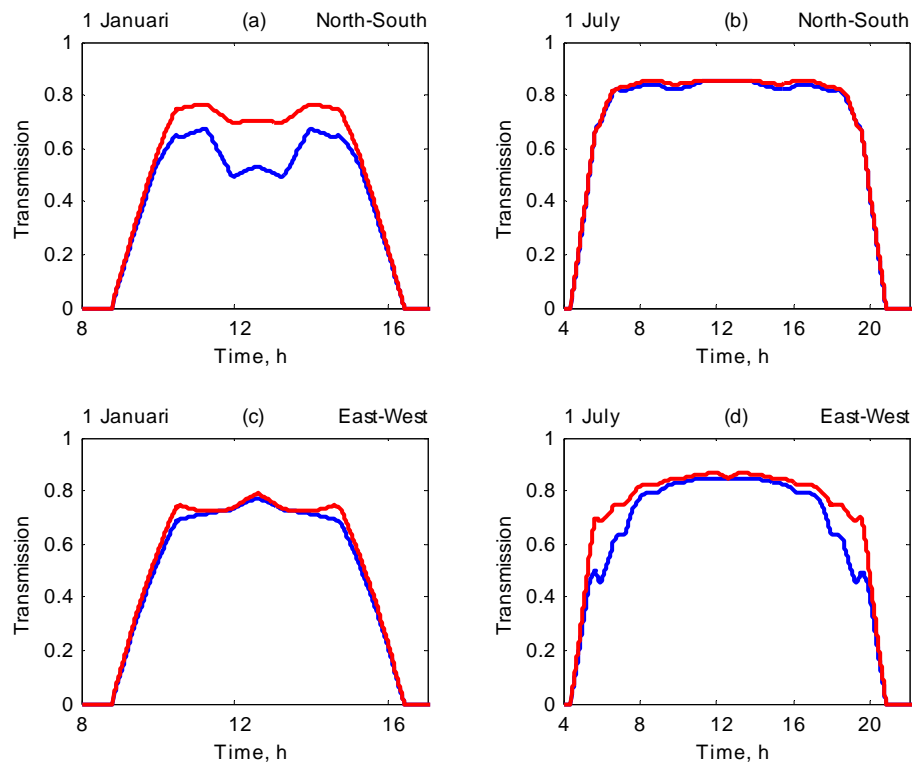 1 Januari (a) North-South
1
0.8
0.6
0.4
0.2
0
Transmission
8 12 16
Time, h
1 July (b) North-South
1
0.8
0.6
0.4
0.2
0
Transmission
4 8 12 16 20
Time, h
1 Januari (c) East-West
1
0.8
0.6
0.4
0.2
0
Transmission
8 12 16
Time, h
1 July (d) East-West
1
0.8
0.6
0.4
0.2
0
Transmission
4 8 12 16 20
Time, h